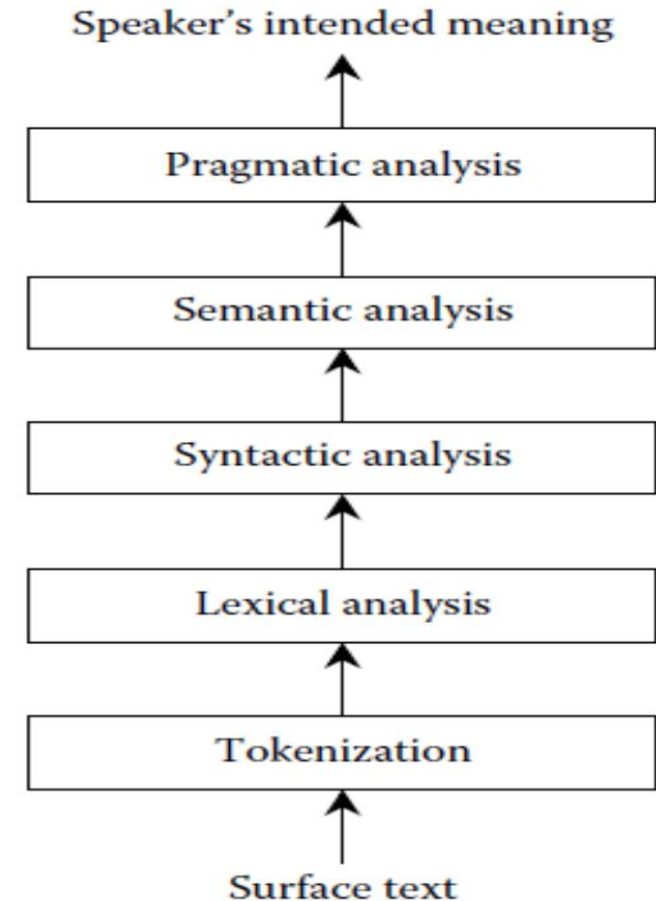 Speaker’s intended meaning
Pragmatic analysis
Semantic analysis
Syntactic analysis
Lexical analysis
Tokenization
Surface text